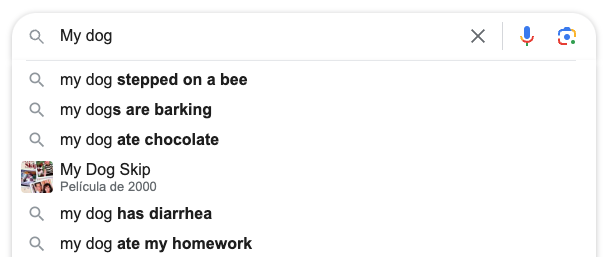 My dog
my dog stepped on a bee
my dogs are barking
my dog ate chocolate
My Dog Skip
Película de 2000
my dog has diarrhea
my dog ate my homework